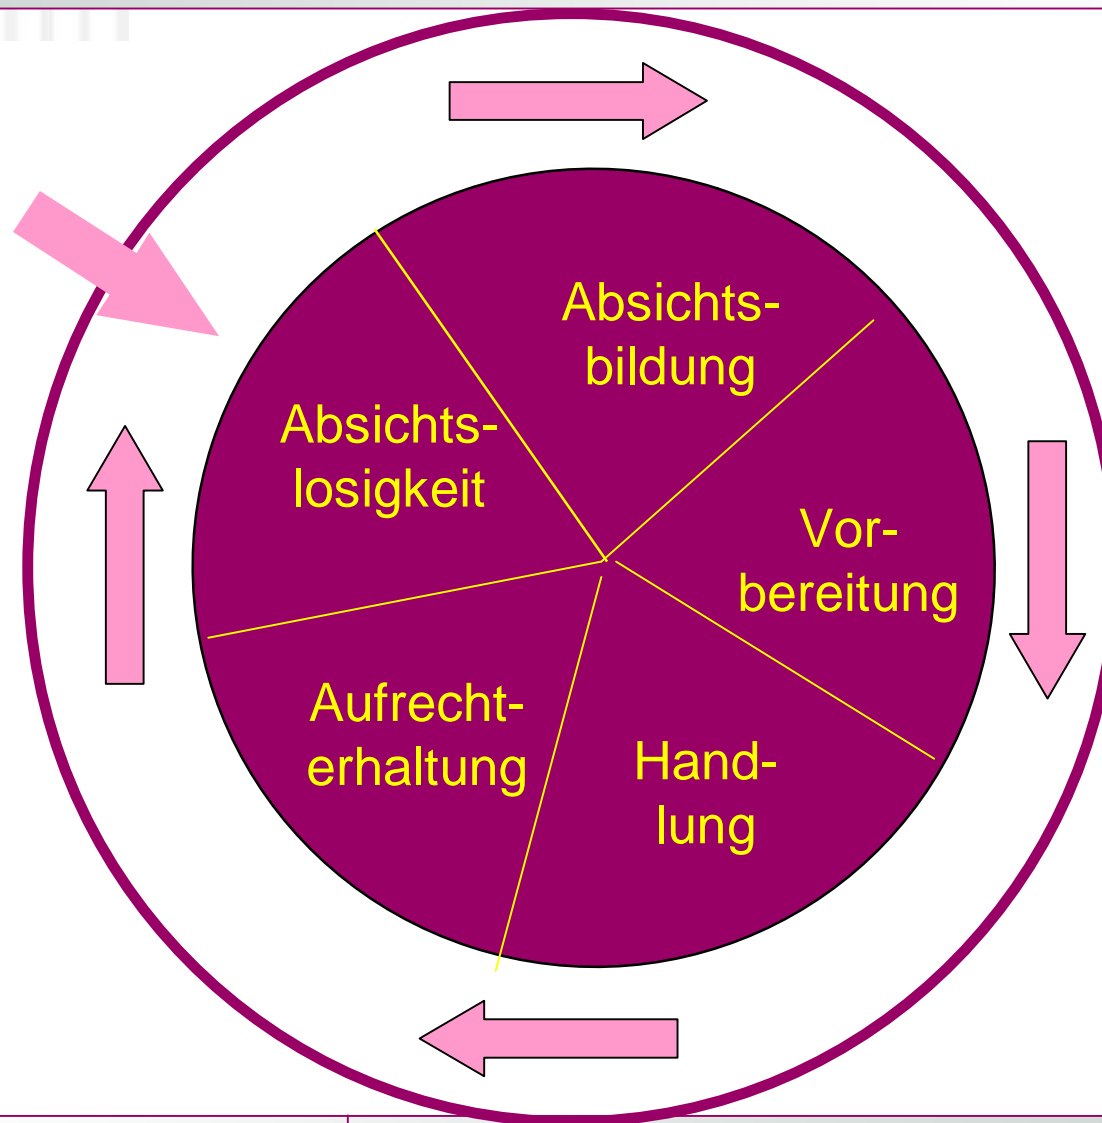 Absichts-
bildung
Absichts-
losigkeit
Vor-
bereitung
Aufrecht-
erhaltung
Hand-
lung